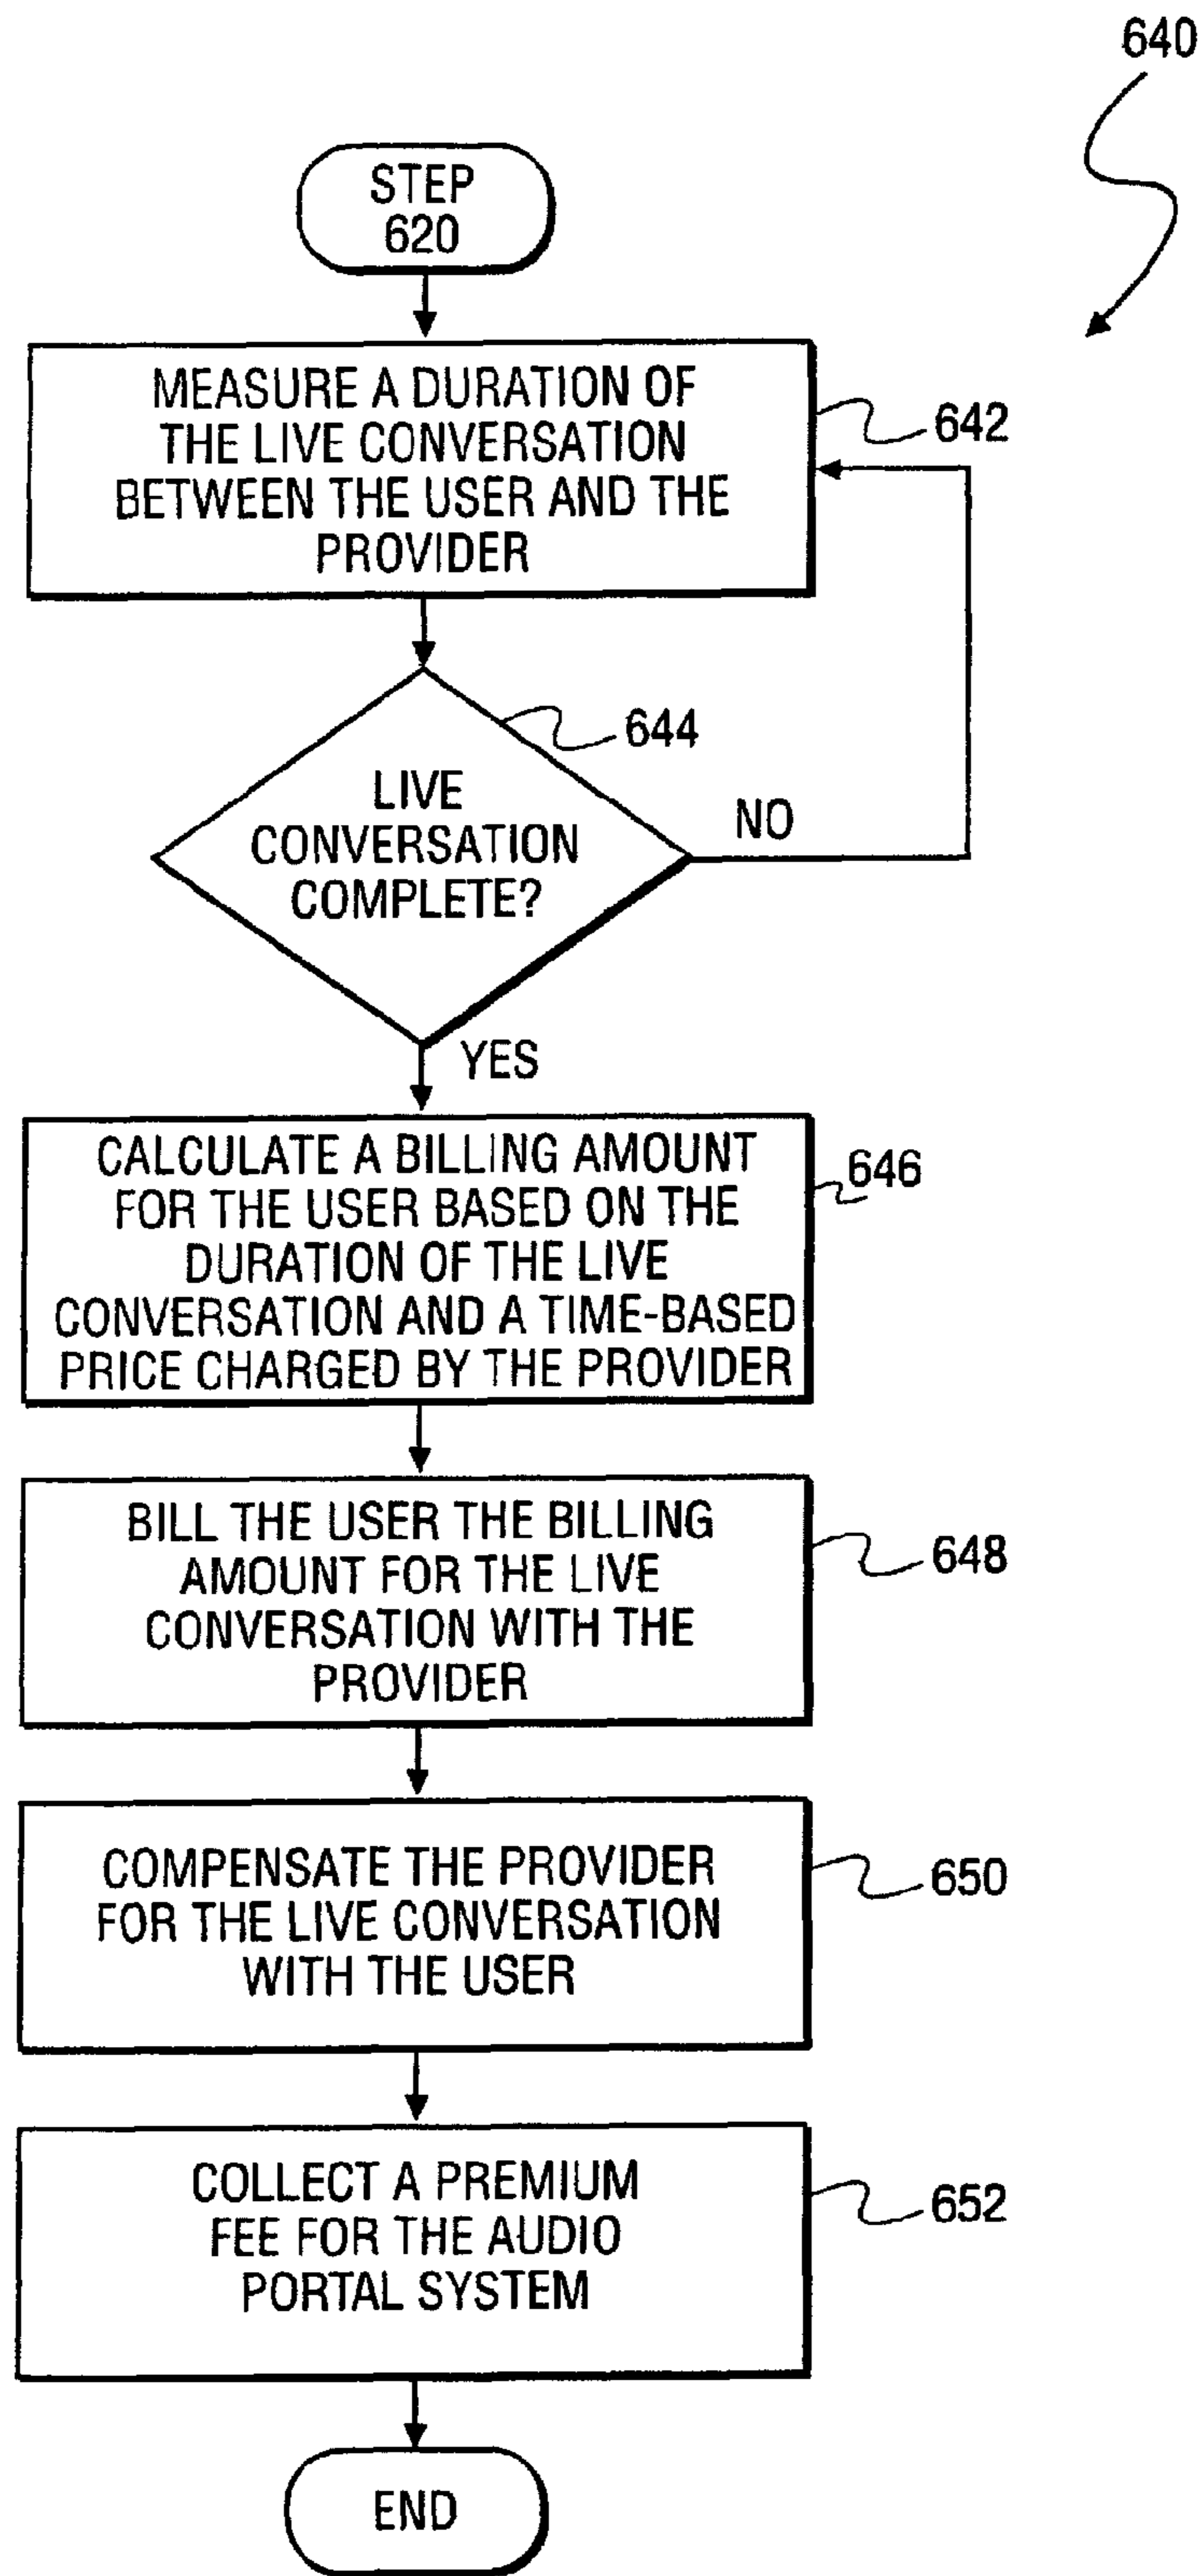 640
STEP
620
MEASURE A DURATION OF
THE LIVE CONVERSATION
BETWEEN THE USER AND THE
PROVIDER
642
644
LIVE
CONVERSATION
COMPLETE?
NO
YES
CALCULATE A BILLING AMOUNT
FOR THE USER BASED ON THE
DURATION OF THE LIVE
CONVERSATION AND A TIME-BASED
PRICE CHARGED BY THE PROVIDER
646
BILL THE USER THE BILLING
AMOUNT FOR THE LIVE
CONVERSATION WITH THE
PROVIDER
648
COMPENSATE THE PROVIDER
FOR THE LIVE CONVERSATION
WITH THE USER
650
COLLECT A PREMIUM
FEE FOR THE AUDIO
PORTAL SYSTEM
652
END